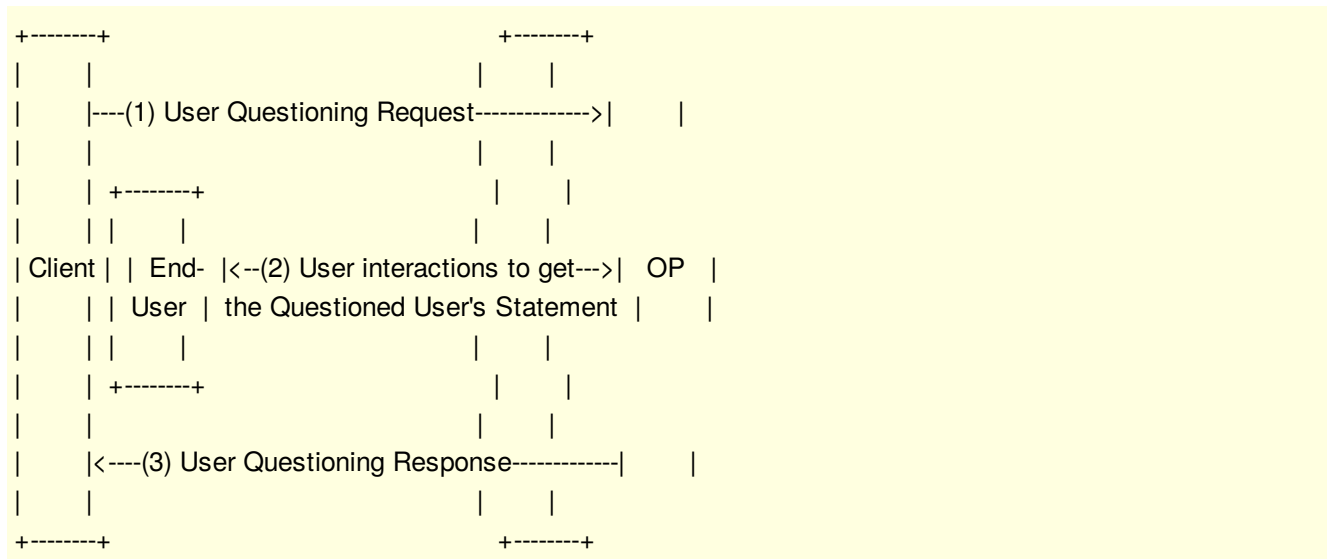 +--------+                                                +--------+
|        |                                                |        |
|        |----(1) User Questioning Request-------------->|        |
|        |                                                |        |
|        | +--------+                                     |        |
|        | |        |                                     |        |
| Client | | End-  |<--(2) User interactions to get--->|   OP   |
|        | | User  | the Questioned User's Statement |        |
|        | |        |                                     |        |
|        | +--------+                                     |        |
|        |                                                |        |
|        |<----(3) User Questioning Response-------------|        |
|        |                                                |        |
+--------+                                                +--------+